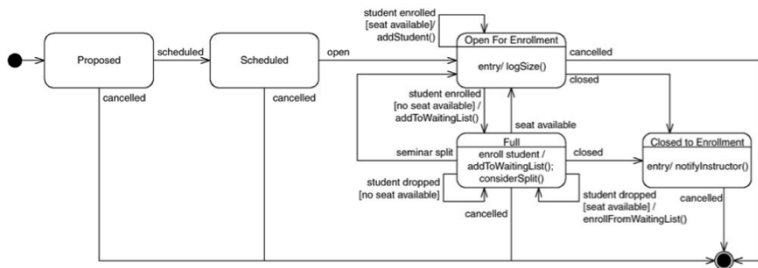 student enrolled
[seat available]/
addStudent()
Open For Enrollment
entry/ logSize()
Proposed
scheduled
Scheduled
open
cancelled
closed
cancelled
cancelled
student enrolled
[no seat available] /
addToWaitingList()
seat available
seminar split
Full
enroll student /
addToWaitingList();
considerSplit()
closed
Closed to Enrollment
entry/ notifyInstructor()
student dropped
[no seat available]
student dropped
[seat available] /
enrollFromWaitingList()
cancelled
cancelled